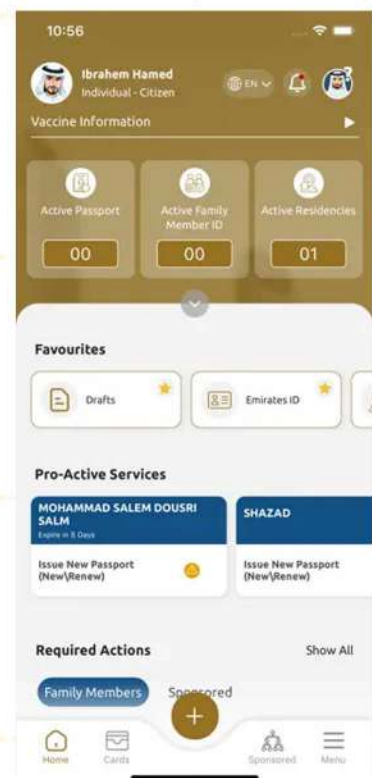 10:56
Ibrahem Hamed
Individual - Citizen
EN
Vaccine Information
Active Passport
00
Active Family
Member ID
00
Active Residencies
01
Favourites
Drafts
Emirates ID
Pro-Active Services
MOHAMMAD SALEM DOUSRI
SALM
Expire in 8 Days
Issue New Passport
(New\Renew)
SHAZAD
Issue New Passport
(New\Renew)
Required Actions
Show All
Family Members
Sponsored
+
Home
Cards
Sponsored
Menu